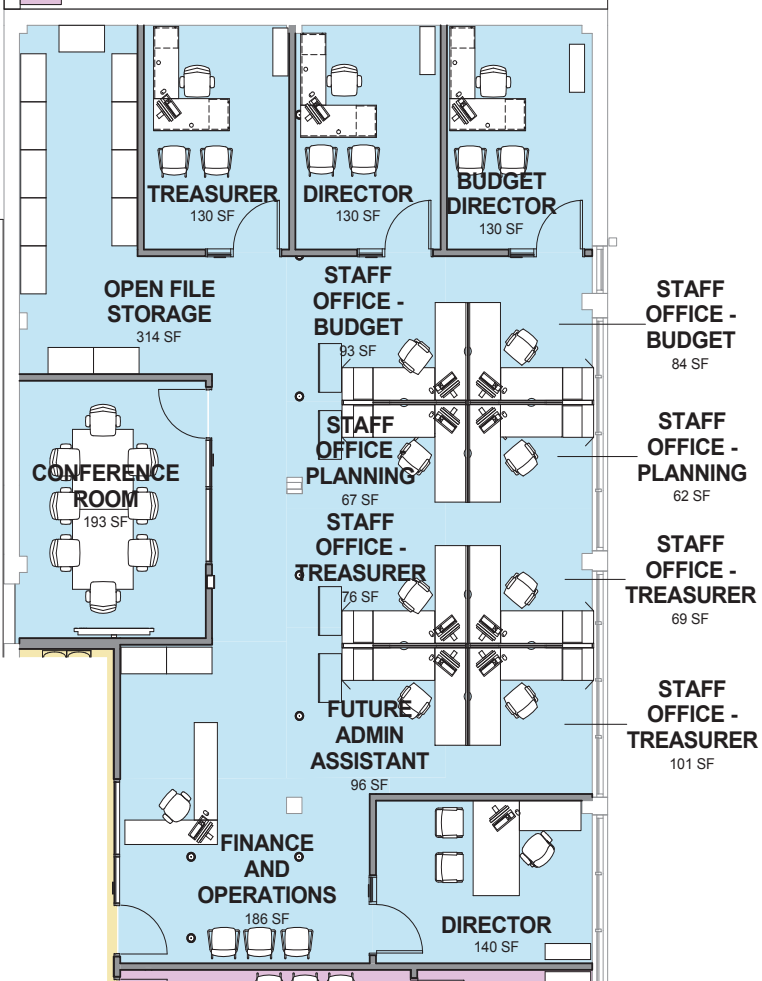 TREASURER
130 SF
DIRECTOR
130 SF
BUDGET
DIRECTOR
130 SF
OPEN FILE
STORAGE
314 SF
STAFF
OFFICE -
BUDGET
93 SF
STAFF
OFFICE -
BUDGET
84 SF
CONFERENCE
ROOM
193 SF
STAFF
OFFICE -
PLANNING
67 SF
STAFF
OFFICE -
PLANNING
62 SF
STAFF
OFFICE -
TREASURER
76 SF
STAFF
OFFICE -
TREASURER
69 SF
FUTURE
ADMIN
ASSISTANT
96 SF
STAFF
OFFICE -
TREASURER
101 SF
FINANCE
AND
OPERATIONS
186 SF
DIRECTOR
140 SF